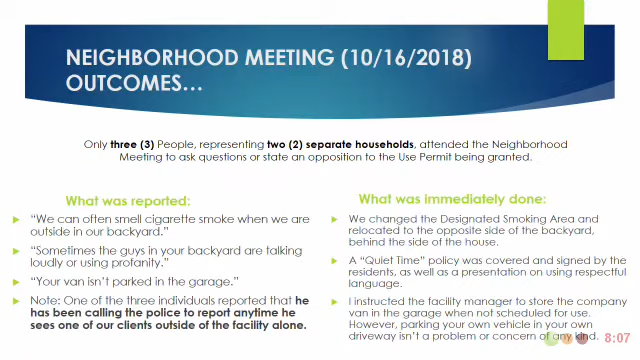 NEIGHBORHOOD MEETING (10/16/2018)
OUTCOMES…
Only three (3) People, representing two (2) separate households, attended the Neighborhood
Meeting to ask questions or state an opposition to the Use Permit being granted.
What was reported:
“We can often smell cigarette smoke when we are
outside in our backyard.”
“Sometimes the guys in your backyard are talking
loudly or using profanity.”
“Your van isn’t parked in the garage.”
Note: One of the three individuals reported that he
has been calling the police to report anytime he
sees one of our clients outside of the facility alone.
What was immediately done:
We changed the Designated Smoking Area and
relocated to the opposite side of the backyard,
behind the side of the house.
A “Quiet Time” policy was covered and signed by the
residents, as well as a presentation on using respectful
language.
I instructed the facility manager to store the company
van in the garage when not scheduled for use.
However, parking your own vehicle in your own
driveway isn’t a problem or concern of any kind.
8:07